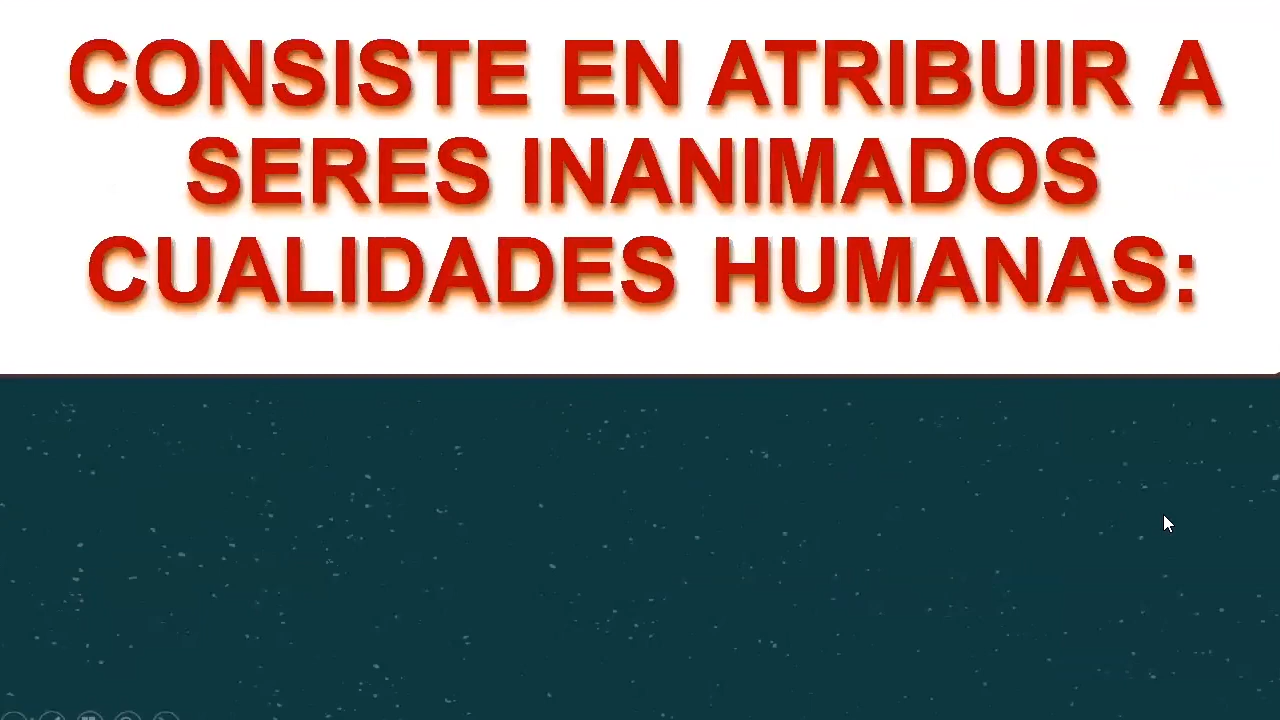 CONSISTE EN ATRIBUIR A
SERES INANIMADOS
CUALIDADES HUMANAS: